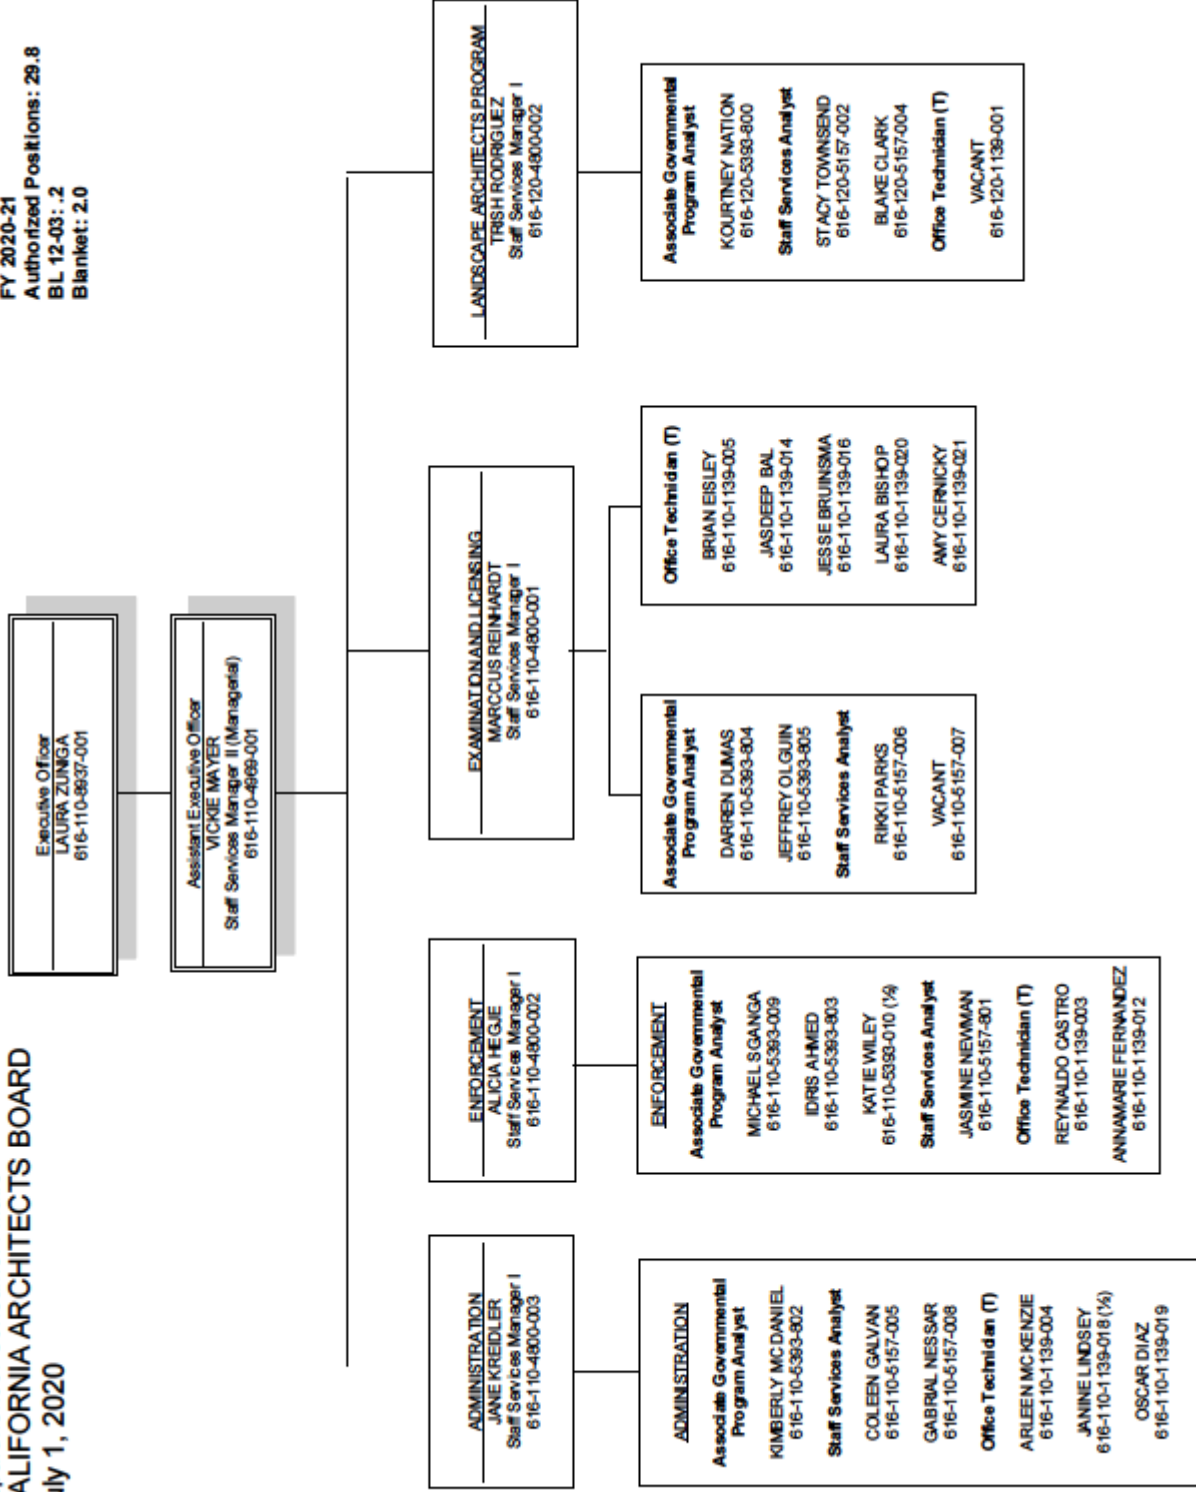 ALIFORNIA ARCHITECTS BOARD
uly 1, 2020
FY 2020-21
Authorized Positions: 29.8
BL 12-03: .2
Blanket: 2.0
Executive Officer
LAURA ZUNIGA
616-110-8937-001
Assistant Executive Officer
VICKIE MAYER
Staff Services Manager II (Managerial)
616-110-4969-001
ADMINISTRATION
JANE KREIDLER
Staff Services Manager I
616-110-4800-003
ENFORCEMENT
ALICIA HEGJE
Staff Services Manager I
616-110-4800-002
EXAMINATION AND LICENSING
MARCCUS REINHARDT
Staff Services Manager I
616-110-4800-001
LANDSCAPE ARCHITECTS PROGRAM
TRISH RODRIGUEZ
Staff Services Manager I
616-120-4800-002
ADMINISTRATION
Associate Governmental
Program Analyst
KIMBERLY MC DANIEL
616-110-5393-802
Staff Services Analyst
COLEEN GALVAN
616-110-5157-005
GABRIAL NESSAR
616-110-5157-008
Office Technician (T)
ARLEEN MC KENZIE
616-110-1139-004
JANINE LINDSEY
616-110-1139-018 (½)
OSCAR DIAZ
616-110-1139-019
ENFORCEMENT
Associate Governmental
Program Analyst
MICHAEL SGANGA
616-110-5393-009
IDRIS AHMED
616-110-5393-803
KATIE WILEY
616-110-5393-010 (½)
Staff Services Analyst
JASMINE NEWMAN
616-110-5157-801
Office Technician (T)
REYNALDO CASTRO
616-110-1139-003
ANNAMARIE FERNANDEZ
616-110-1139-012
Associate Governmental
Program Analyst
DARREN DUMAS
616-110-5393-804
JEFFREY OLGUIN
616-110-5393-805
Staff Services Analyst
RIKKI PARKS
616-110-5157-006
VACANT
616-110-5157-007
Office Technician (T)
BRIAN EISLEY
616-110-1139-005
JASDEEP BAL
616-110-1139-014
JESSE BRUINSMA
616-110-1139-016
LAURA BISHOP
616-110-1139-020
AMY CERNICKY
616-110-1139-021
Associate Governmental
Program Analyst
KOURTNEY NATION
616-120-5393-800
Staff Services Analyst
STACY TOWNSEND
616-120-5157-002
BLAKE CLARK
616-120-5157-004
Office Technician (T)
VACANT
616-120-1139-001